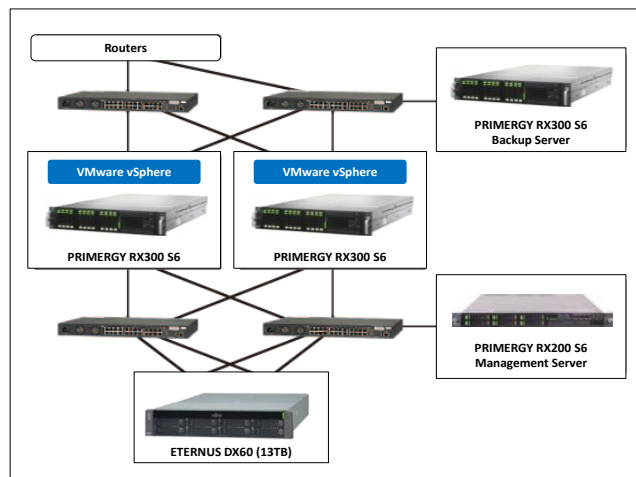 Routers
PRIMERGY RX300 S6
Backup Server
VMware vSphere
VMware vSphere
PRIMERGY RX300 S6
PRIMERGY RX300 S6
PRIMERGY RX200 S6
Management Server
ETERNUS DX60 (13TB)